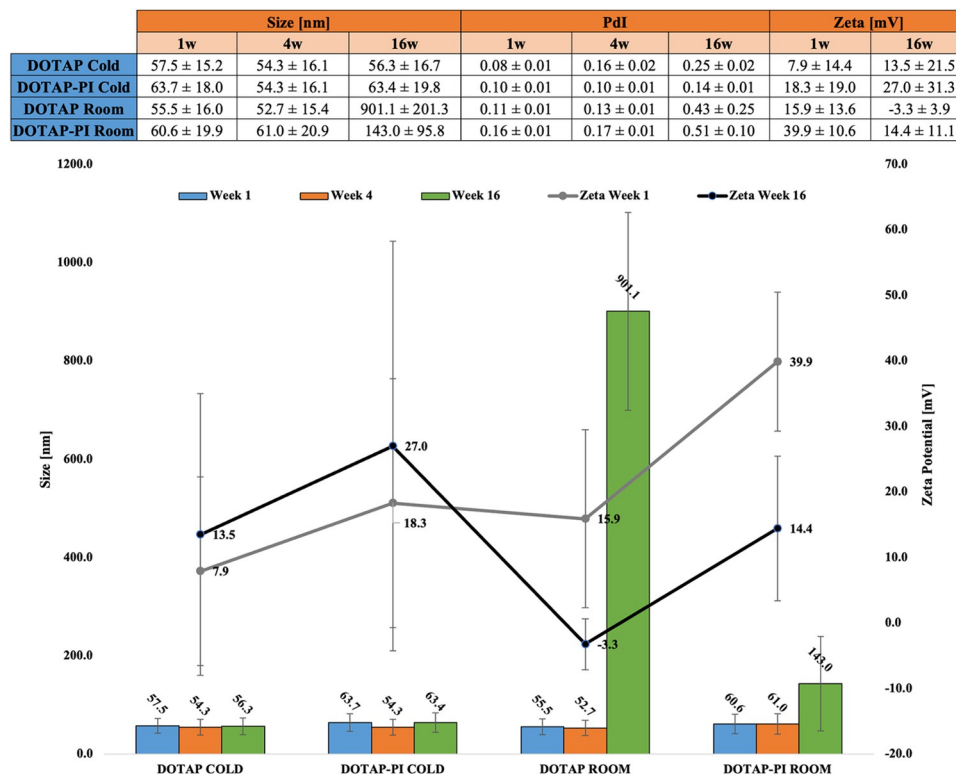 Size [nm] PdI Zeta [mV]
1w 4w 16w 1w 4w 16w 1w 16w
DOTAP Cold 57.5 ± 15.2 54.3 ± 16.1 56.3 ± 16.7 0.08 ± 0.01 0.16 ± 0.02 0.25 ± 0.02 7.9 ± 14.4 13.5 ± 21.5
DOTAP-PI Cold 63.7 ± 18.0 54.3 ± 16.1 63.4 ± 19.8 0.10 ± 0.01 0.10 ± 0.01 0.14 ± 0.01 18.3 ± 19.0 27.0 ± 31.3
DOTAP Room 55.5 ± 16.0 52.7 ± 15.4 901.1 ± 201.3 0.11 ± 0.01 0.13 ± 0.01 0.43 ± 0.25 15.9 ± 13.6 -3.3 ± 3.9
DOTAP-PI Room 60.6 ± 19.9 61.0 ± 20.9 143.0 ± 95.8 0.16 ± 0.01 0.17 ± 0.01 0.51 ± 0.10 39.9 ± 10.6 14.4 ± 11.1
1200.0 70.0
Week 1 Week 4 Week 16 Zeta Week 1 Zeta Week 16
60.0
1000.0
901.1
50.0
800.0
39.9
40.0
Size [nm]
Zeta Potential [mV]
600.0
30.0
27.0
20.0
18.3
15.9
13.5
14.4
400.0
10.0
7.9
0.0
-3.3
200.0
143.0
-10.0
57.5 54.3 56.3 63.7 54.3 63.4 55.5 52.7 60.6 61.0
0.0 -20.0
DOTAP COLD DOTAP-PI COLD DOTAP ROOM DOTAP-PI ROOM